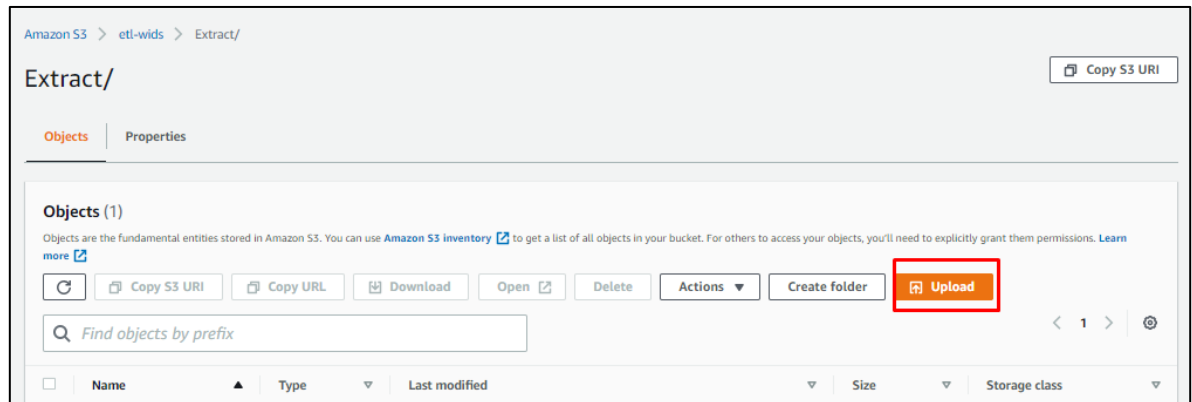 Amazon S3 > etl-wids > Extract/
Extract/
Copy S3 URI
Objects Properties
Objects (1)
Objects are the fundamental entities stored in Amazon S3. You can use Amazon S3 inventory to get a list of all objects in your bucket. For others to access your objects, you'll need to explicitly grant them permissions. Learn
more
Copy S3 URI Copy URL Download Open Delete Actions Create folder Upload
Find objects by prefix < 1 >
Name Type Last modified Size Storage class